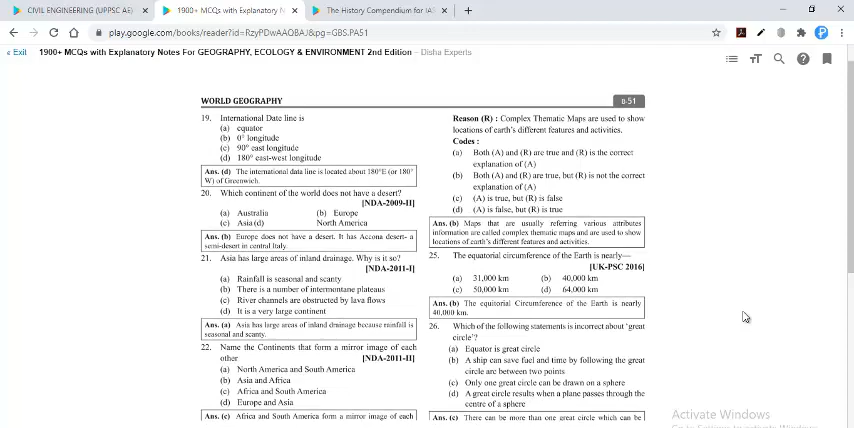 CIVIL ENGINEERING (UPPSC AE)
1900+ MCQs with Explanatory N
The History Compendium for IAS
play.google.com/books/reader?id=RzyPDwAAQBAJ&pg=GBS.PA51
« Exit 1900+ MCQs with Explanatory Notes For GEOGRAPHY, ECOLOGY & ENVIRONMENT 2nd Edition – Disha Experts
WORLD GEOGRAPHY
B-51
19. International Date line is
(a) equator
(b) 0° longitude
(c) 90° east longitude
(d) 180° east-west longitude
Ans. (d) The international data line is located about 180°E (or 180°
W) of Greenwich.
20. Which continent of the world does not have a desert?
[NDA-2009-II]
(a) Australia (b) Europe
(c) Asia (d) North America
Ans. (b) Europe does not have a desert. It has Accona desert- a
semi-desert in central Italy.
21. Asia has large areas of inland drainage. Why is it so?
[NDA-2011-I]
(a) Rainfall is seasonal and scanty
(b) There is a number of intermontane plateaus
(c) River channels are obstructed by lava flows
(d) It is a very large continent
Ans. (a) Asia has large areas of inland drainage because rainfall is
seasonal and scanty.
22. Name the Continents that form a mirror image of each
other [NDA-2011-II]
(a) North America and South America
(b) Asia and Africa
(c) Africa and South America
(d) Europe and Asia
Ans. (c) Africa and South America form a mirror image of each
Reason (R) : Complex Thematic Maps are used to show
locations of earth's different features and activities.
Codes :
(a) Both (A) and (R) are true and (R) is the correct
explanation of (A)
(b) Both (A) and (R) are true, but (R) is not the correct
explanation of (A)
(c) (A) is true, but (R) is false
(d) (A) is false, but (R) is true
Ans. (b) Maps that are usually referring various attributes
information are called complex thematic maps and are used to show
locations of earth's different features and activities.
25. The equatorial circumference of the Earth is nearly—
[UK-PSC 2016]
(a) 31,000 km (b) 40,000 km
(c) 50,000 km (d) 64,000 km
Ans. (b) The equitorial Circumference of the Earth is nearly
40,000 km.
26. Which of the following statements is incorrect about 'great
circle'?
(a) Equator is great circle
(b) A ship can save fuel and time by following the great
circle arc between two points
(c) Only one great circle can be drawn on a sphere
(d) A great circle results when a plane passes through the
centre of a sphere
Ans. (c) There can be more than one great circle which can be
Activate Windows